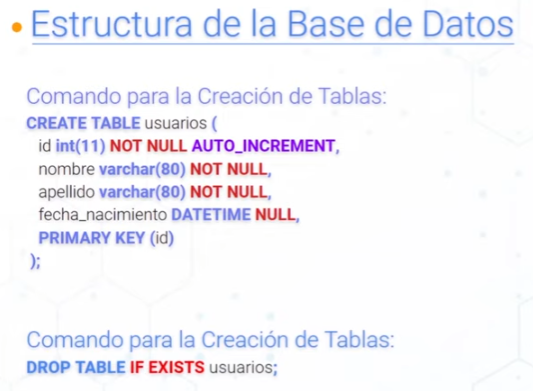 Estructura de la Base de Datos
Comando para la Creación de Tablas:
CREATE TABLE usuarios (
id int(11) NOT NULL AUTO_INCREMENT,
nombre varchar(80) NOT NULL,
apellido varchar(80) NOT NULL,
fecha_nacimiento DATETIME NULL,
PRIMARY KEY (id)
);
Comando para la Creación de Tablas:
DROP TABLE IF EXISTS usuarios;